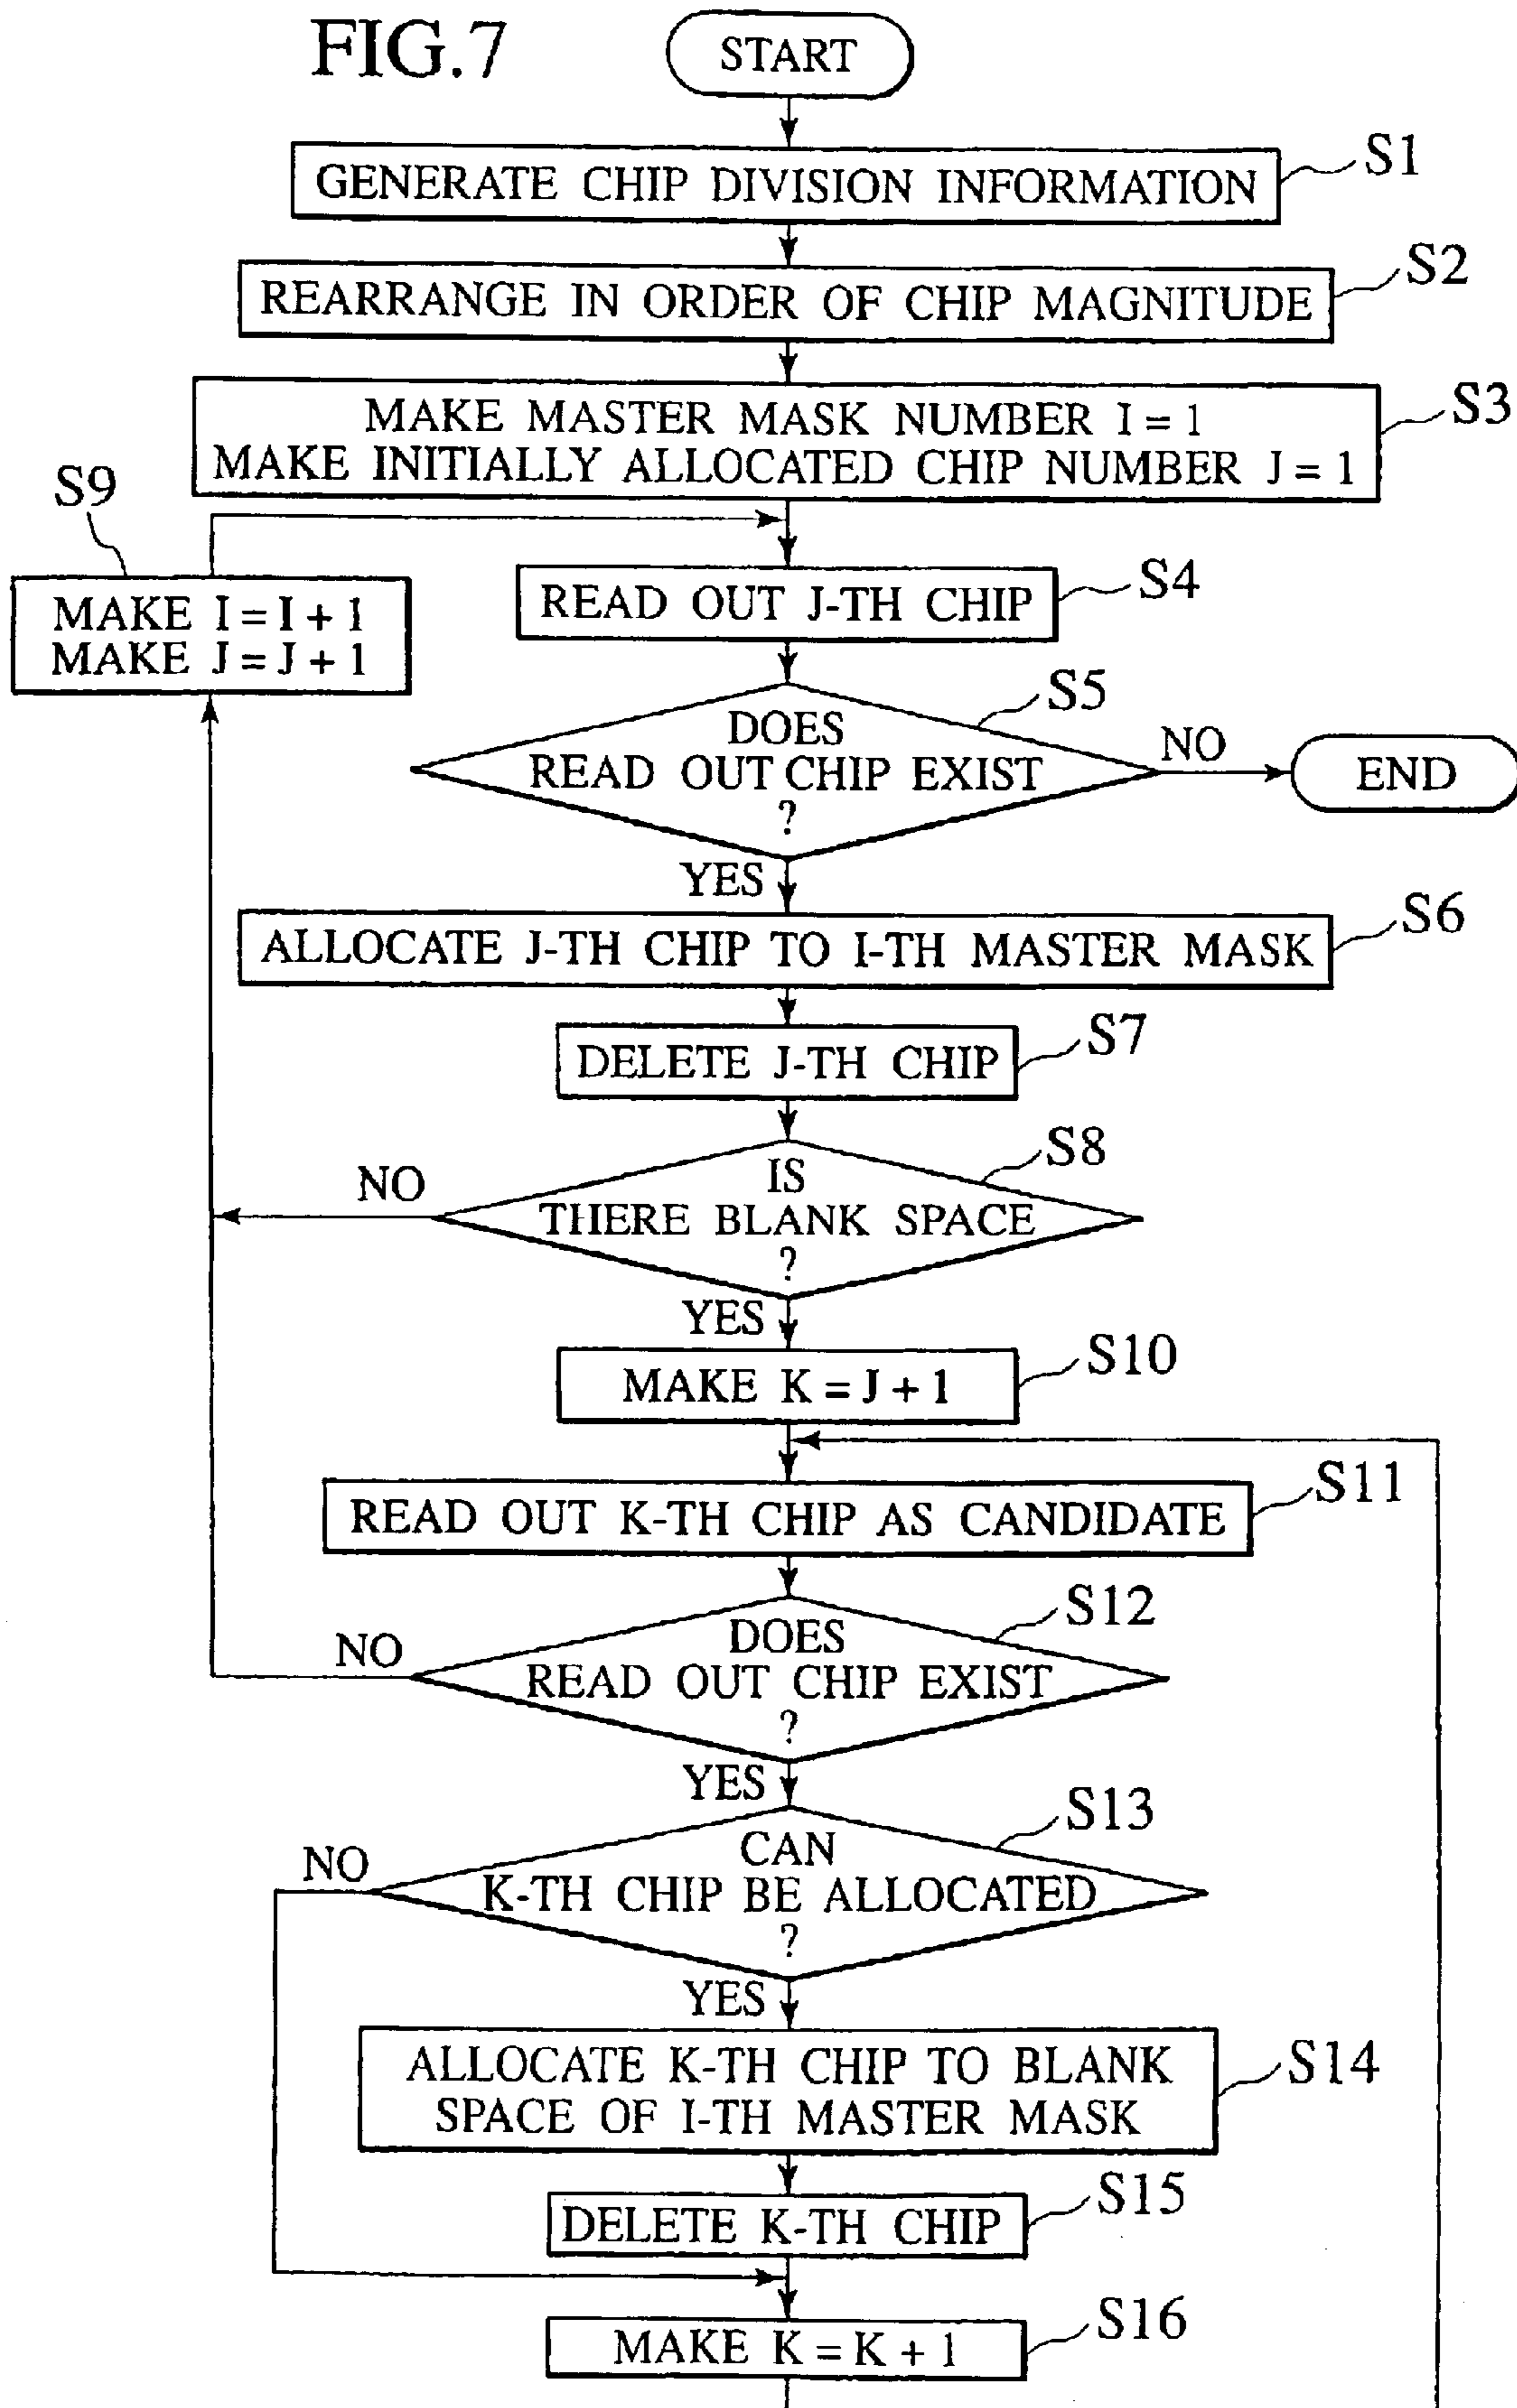 FIG.7
START
S1
GENERATE CHIP DIVISION INFORMATION
S2
REARRANGE IN ORDER OF CHIP MAGNITUDE
S3
MAKE MASTER MASK NUMBER I = 1
MAKE INITIALLY ALLOCATED CHIP NUMBER J = 1
S9
MAKE I = I + 1
MAKE J = J + 1
S4
READ OUT J-TH CHIP
S5
DOES
READ OUT CHIP EXIST
?
NO
END
YES
S6
ALLOCATE J-TH CHIP TO I-TH MASTER MASK
S7
DELETE J-TH CHIP
S8
IS
THERE BLANK SPACE
?
NO
YES
S10
MAKE K = J + 1
S11
READ OUT K-TH CHIP AS CANDIDATE
S12
DOES
READ OUT CHIP EXIST
?
NO
YES
S13
CAN
K-TH CHIP BE ALLOCATED
?
NO
YES
S14
ALLOCATE K-TH CHIP TO BLANK
SPACE OF I-TH MASTER MASK
S15
DELETE K-TH CHIP
S16
MAKE K = K + 1